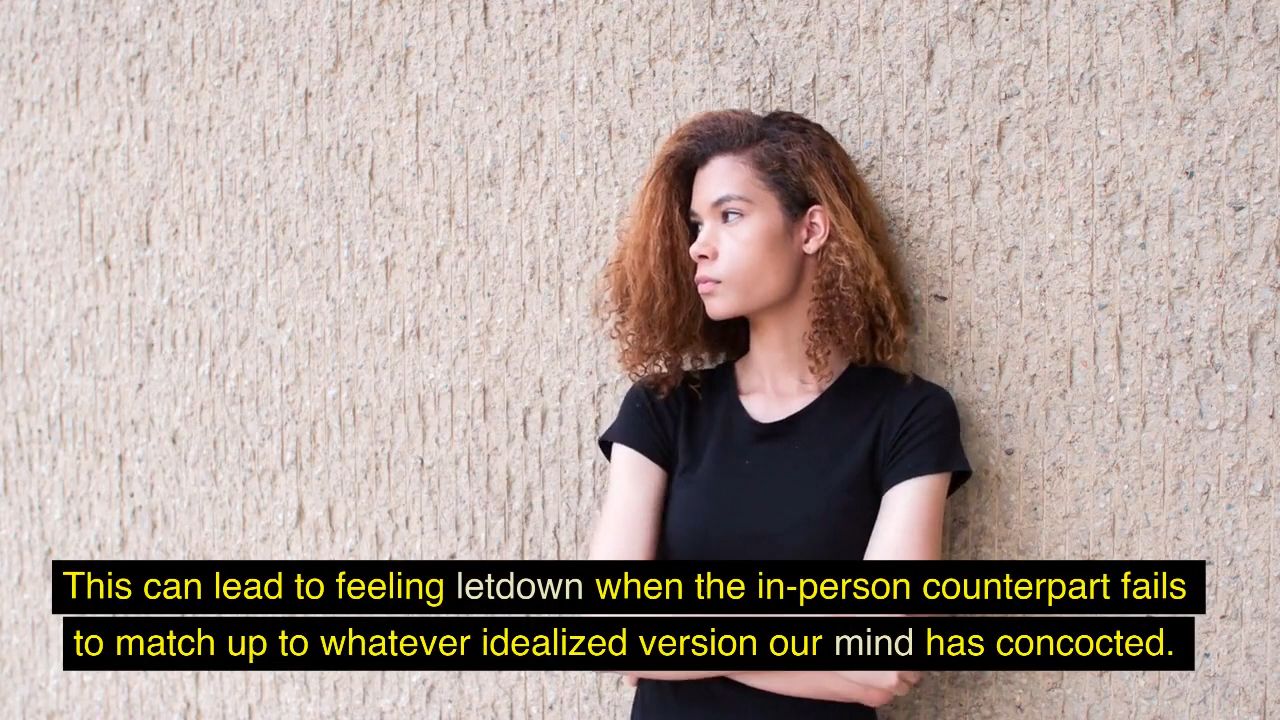 This can lead to feeling letdown when the in-person counterpart fails
to match up to whatever idealized version our mind has concocted.